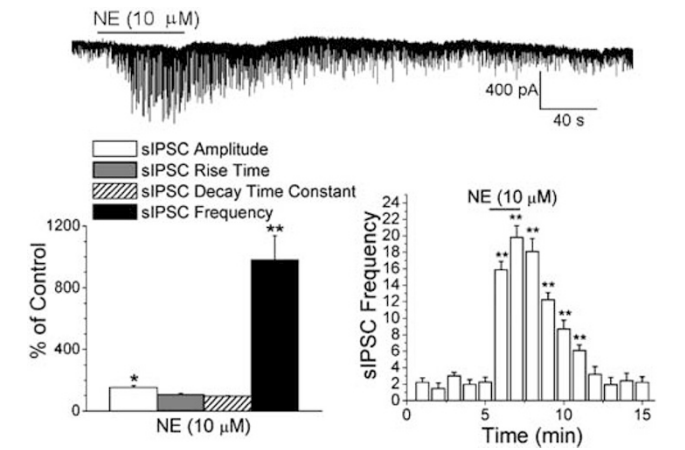 NE (10 μM)
400 pA
40 s
sIPSC Amplitude
sIPSC Rise Time
sIPSC Decay Time Constant
sIPSC Frequency
% of Control
1200
800
400
0
*
**
NE (10 μM)
NE (10 μM)
sIPSC Frequency
24
22
20
18
16
14
12
10
8
6
4
2
0
** ** ** ** ** **
0 5 10 15
Time (min)